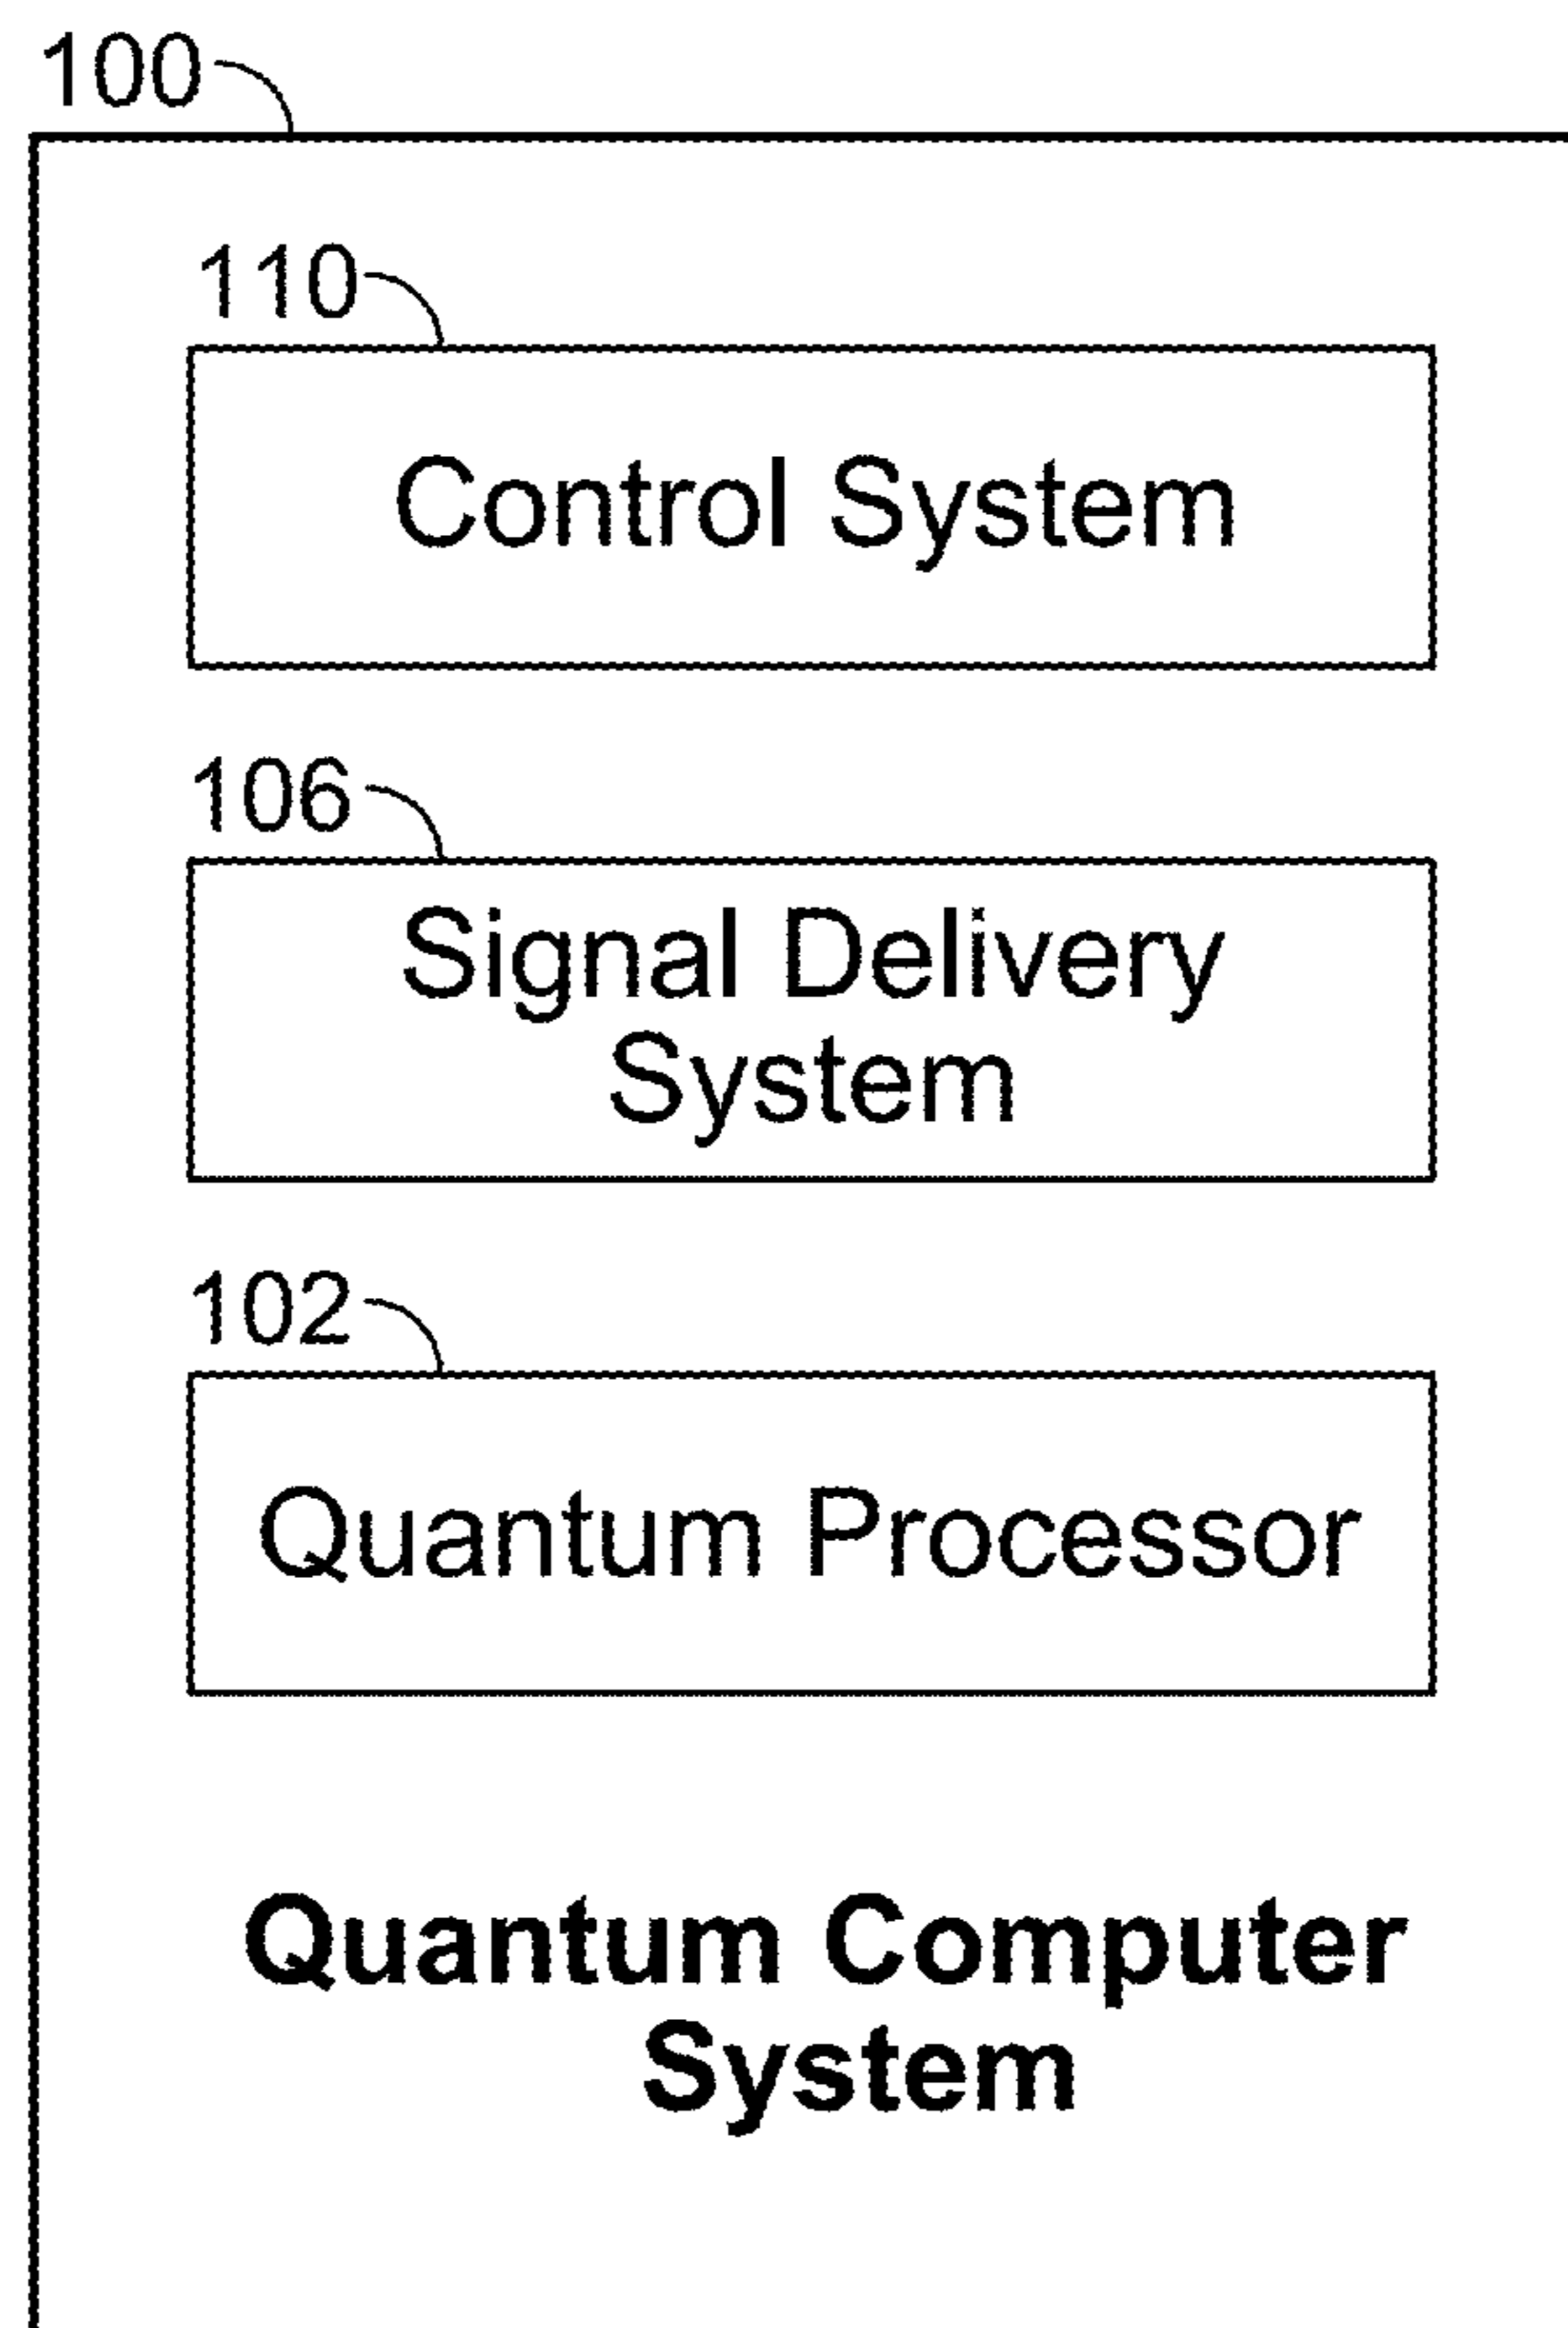 100
110
Control System
106
Signal Delivery
System
102
Quantum Processor
Quantum Computer
System